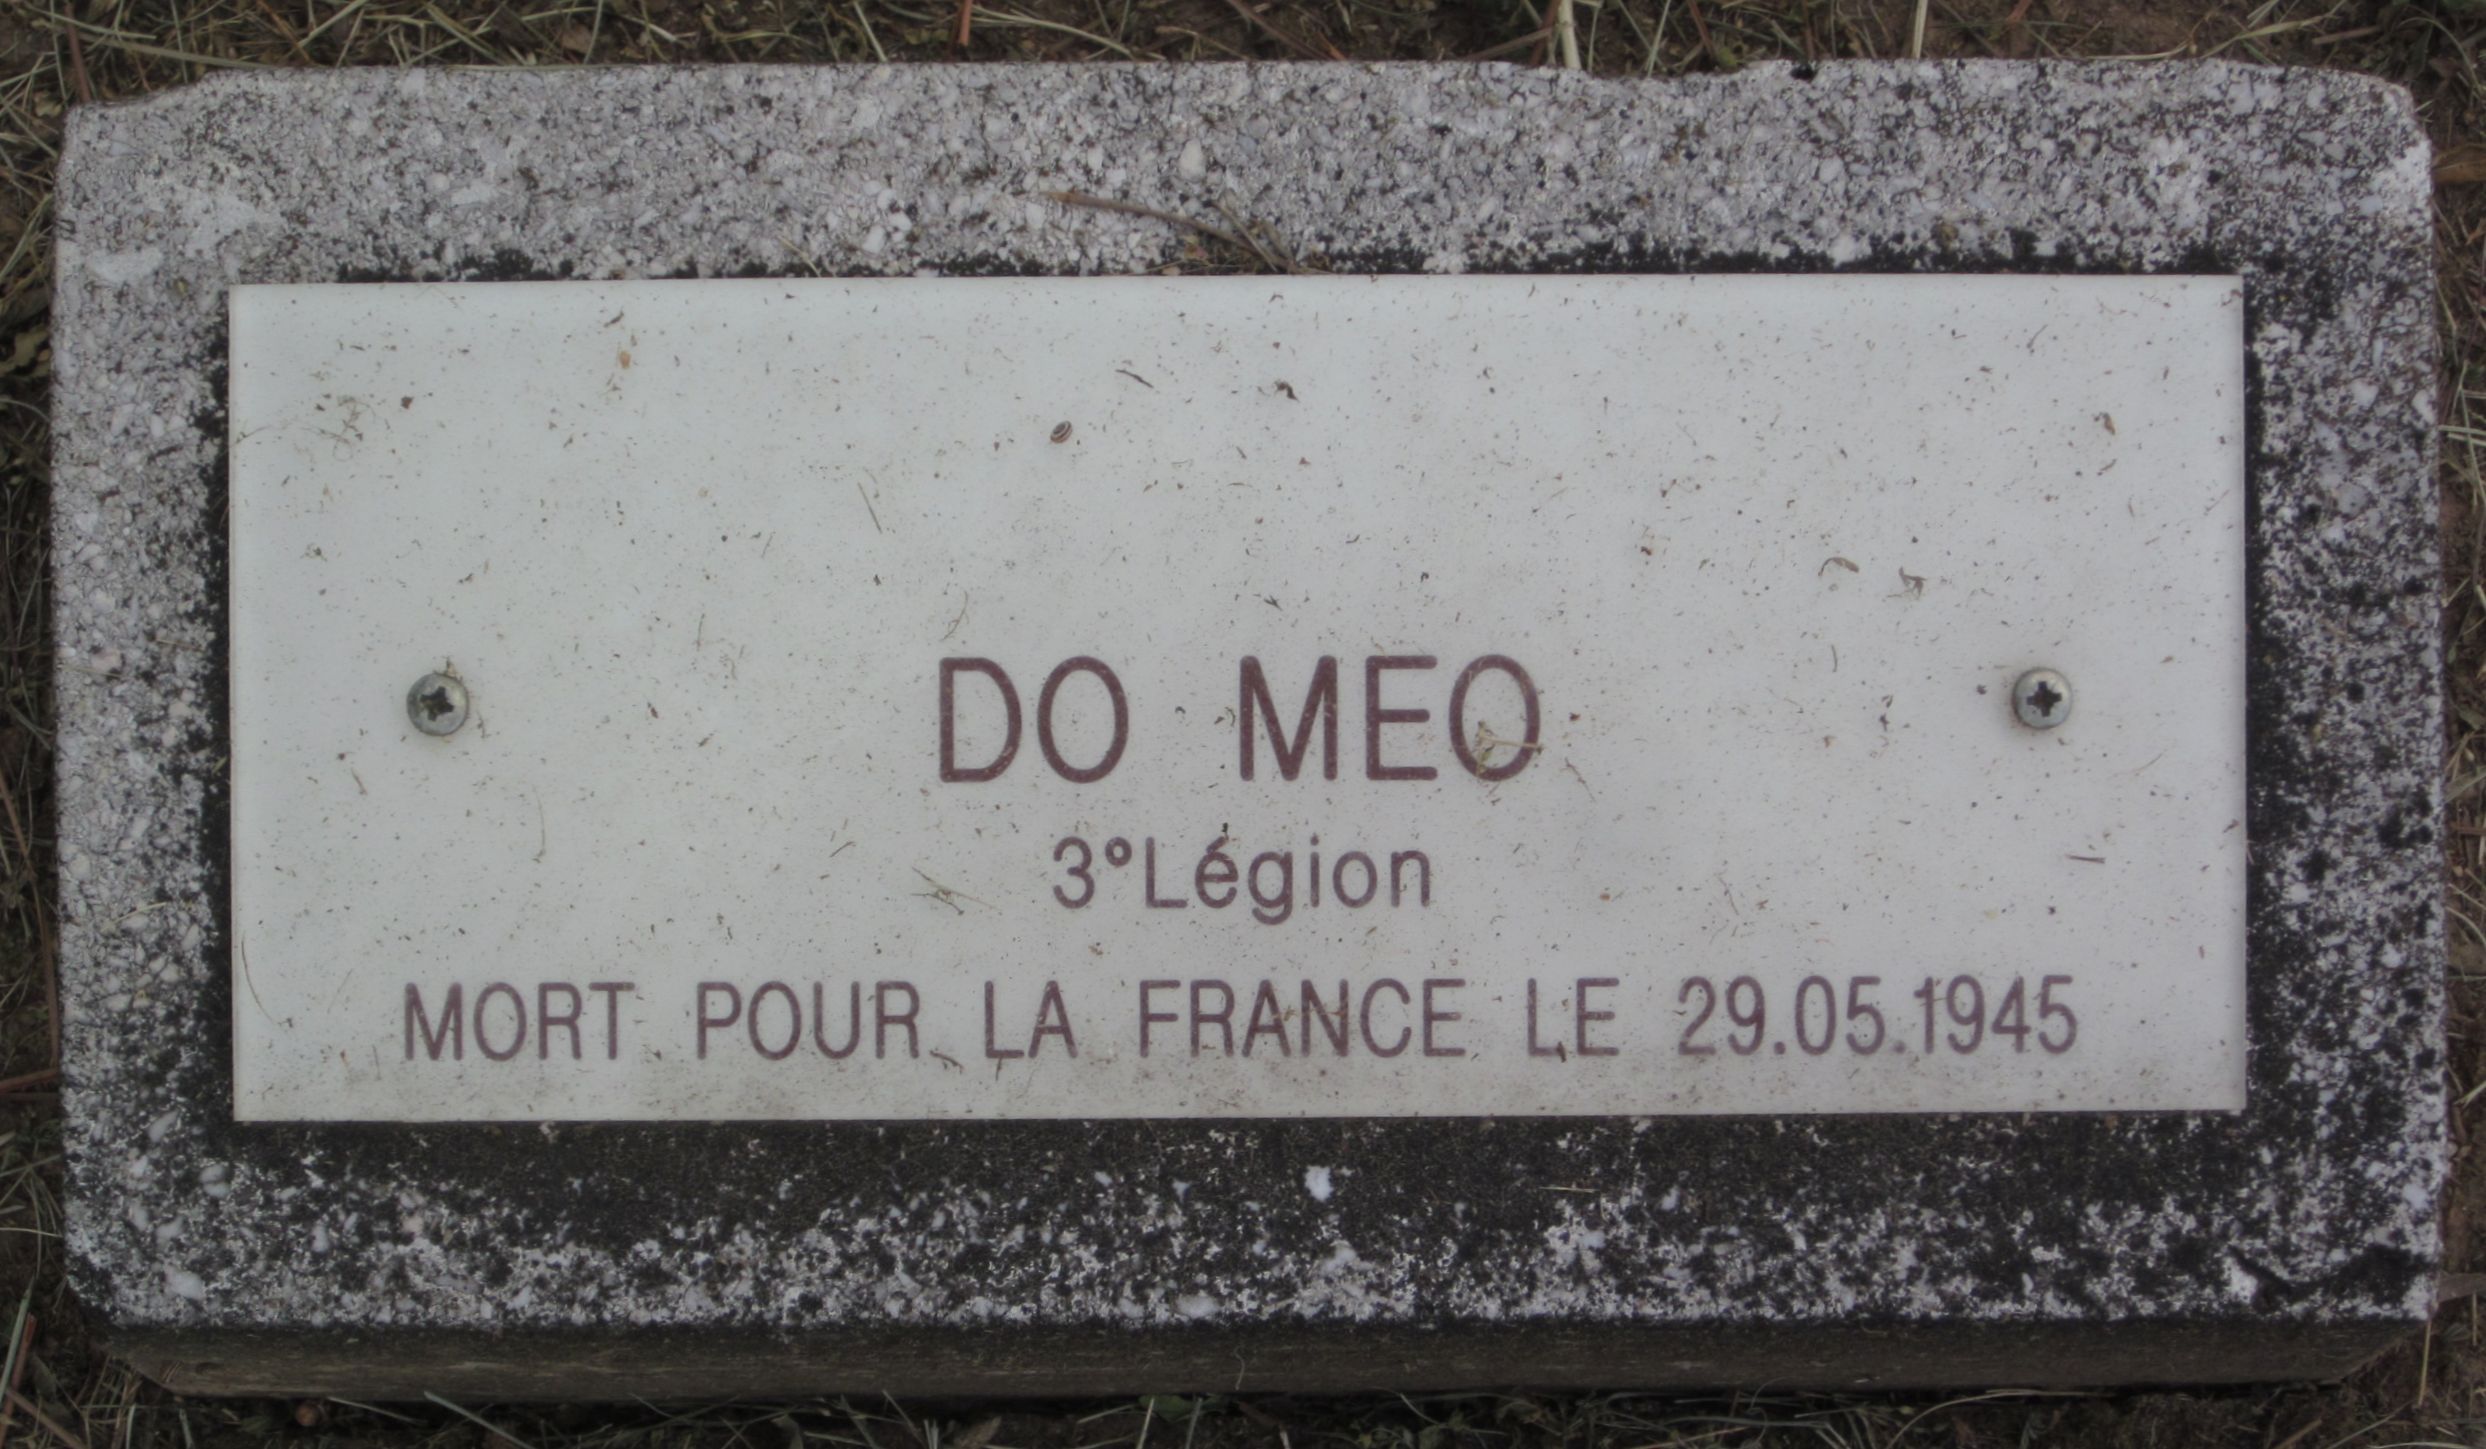 DO MEO
3°Légion
MORT POUR LA FRANCE LE 29.05.1945